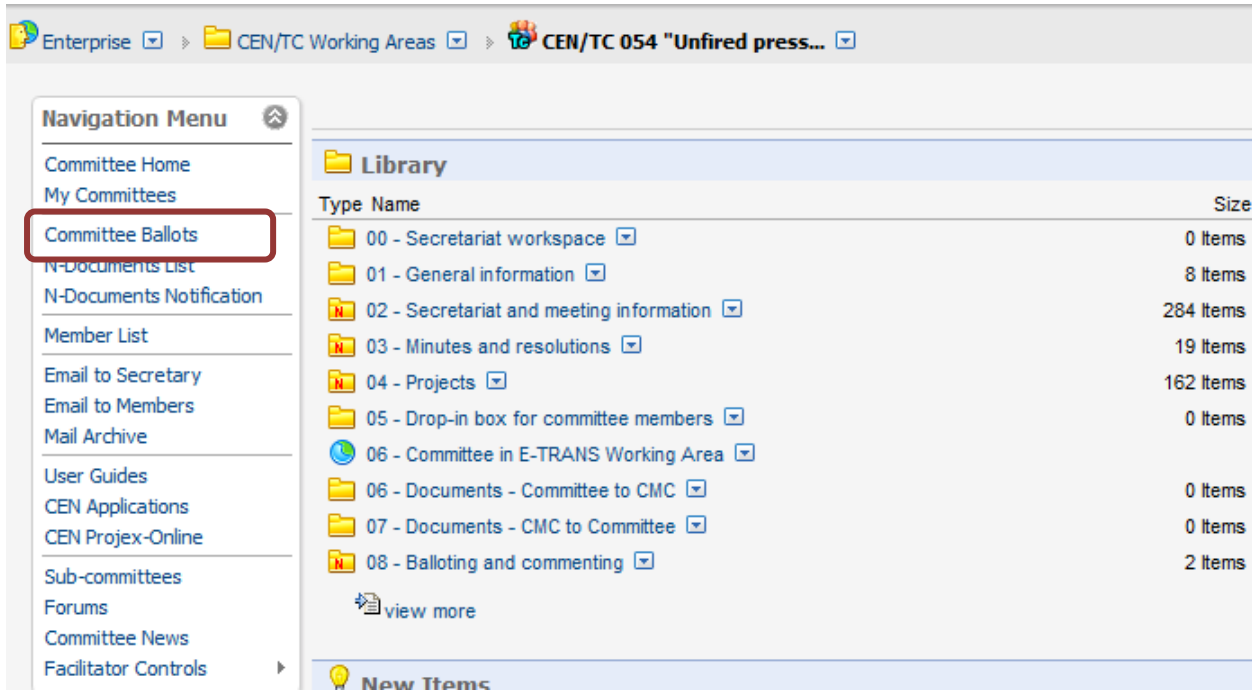 Enterprise » CEN/TC Working Areas » CEN/TC 054 "Unfired press...
Navigation Menu
Committee Home
My Committees
Committee Ballots
N-Documents List
N-Documents Notification
Member List
Email to Secretary
Email to Members
Mail Archive
User Guides
CEN Applications
CEN Projex-Online
Sub-committees
Forums
Committee News
Facilitator Controls
Library
Type Name Size
00 - Secretariat workspace 0 Items
01 - General information 8 Items
N 02 - Secretariat and meeting information 284 Items
N 03 - Minutes and resolutions 19 Items
N 04 - Projects 162 Items
05 - Drop-in box for committee members 0 Items
06 - Committee in E-TRANS Working Area
06 - Documents - Committee to CMC 0 Items
07 - Documents - CMC to Committee 0 Items
N 08 - Balloting and commenting 2 Items
view more
New Items